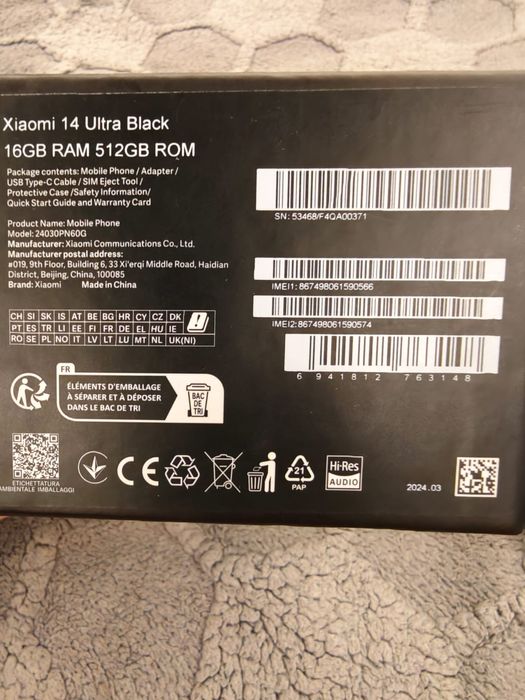 Xiaomi 14 Ultra Black
16GB RAM 512GB ROM
Package contents: Mobile Phone / Adapter /
USB Type-C Cable / SIM Eject Tool /
Protective Case /Safety Information/
Quick Start Guide and Warranty Card
Product Name: Mobile Phone
Model: 24030PN60G
Manufacturer: Xiaomi Communications Co., Ltd.
Manufacturer postal address:
#019, 9th Floor, Building 6, 33 Xi'erqi Middle Road, Haidian
District, Beijing, China, 100085
Brand: Xiaomi Made in China
SN: 53468/F4QA00371
IMEI1: 867498061590566
IMEI2: 867498061590574
6 941812 763148
CH SI SK IS AT BE BG HR CY CZ DK
PT ES TR LI EE FI FR DE EL HU IE
RO SE PL NO IT LV LT LU MT NL UK(NI)
FR
ÉLÉMENTS D'EMBALLAGE
À SÉPARER ET À DÉPOSER
DANS LE BAC DE TRI
BAC
DE
TRI
ETICHETTATURA
AMBIENTALE IMBALLAGGI
CE
21
PAP
Hi-Res
AUDIO
2024.03